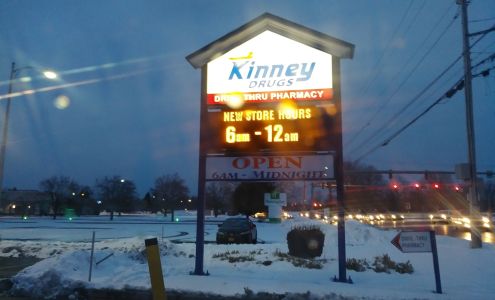 Kinney
DRUGS
DRIVE THRU PHARMACY
NEW STORE HOURS
6am - 12am
OPEN
6AM - MIDNIGHT